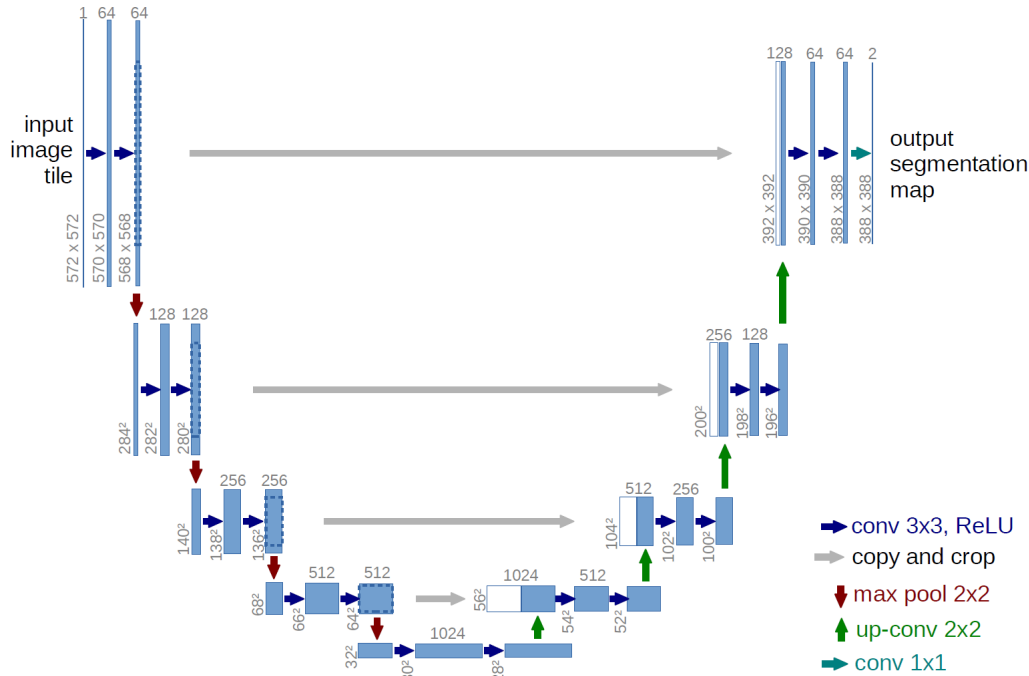 1 64 64
128 64 64 2
input
image
tile
output
segmentation
map
572 x 572
570 x 570
568 x 568
392 x 392
390 x 390
388 x 388
388 x 388
128 128
256 128
284²
282²
280²
200²
198²
196²
256 256
512 256
140²
138²
136²
104²
102²
100²
conv 3x3, ReLU
copy and crop
max pool 2x2
up-conv 2x2
conv 1x1
512 512
1024 512
68²
66²
64²
56²
54²
52²
1024
32²